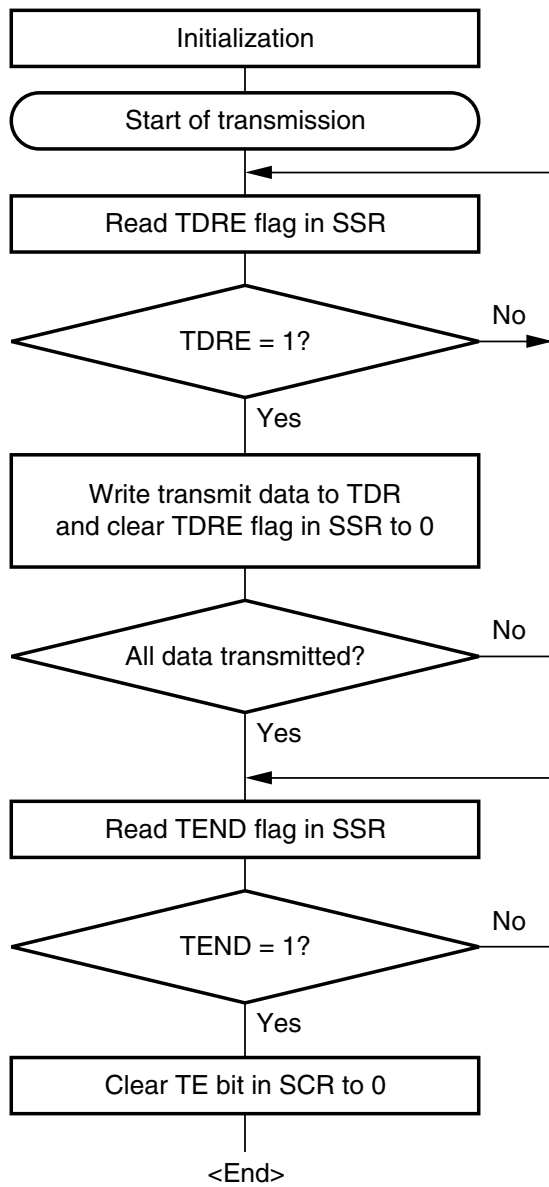 Initialization
Start of transmission
Read TDRE flag in SSR
TDRE = 1?
No
Yes
Write transmit data to TDR
and clear TDRE flag in SSR to 0
All data transmitted?
No
Yes
Read TEND flag in SSR
TEND = 1?
No
Yes
Clear TE bit in SCR to 0
<End>